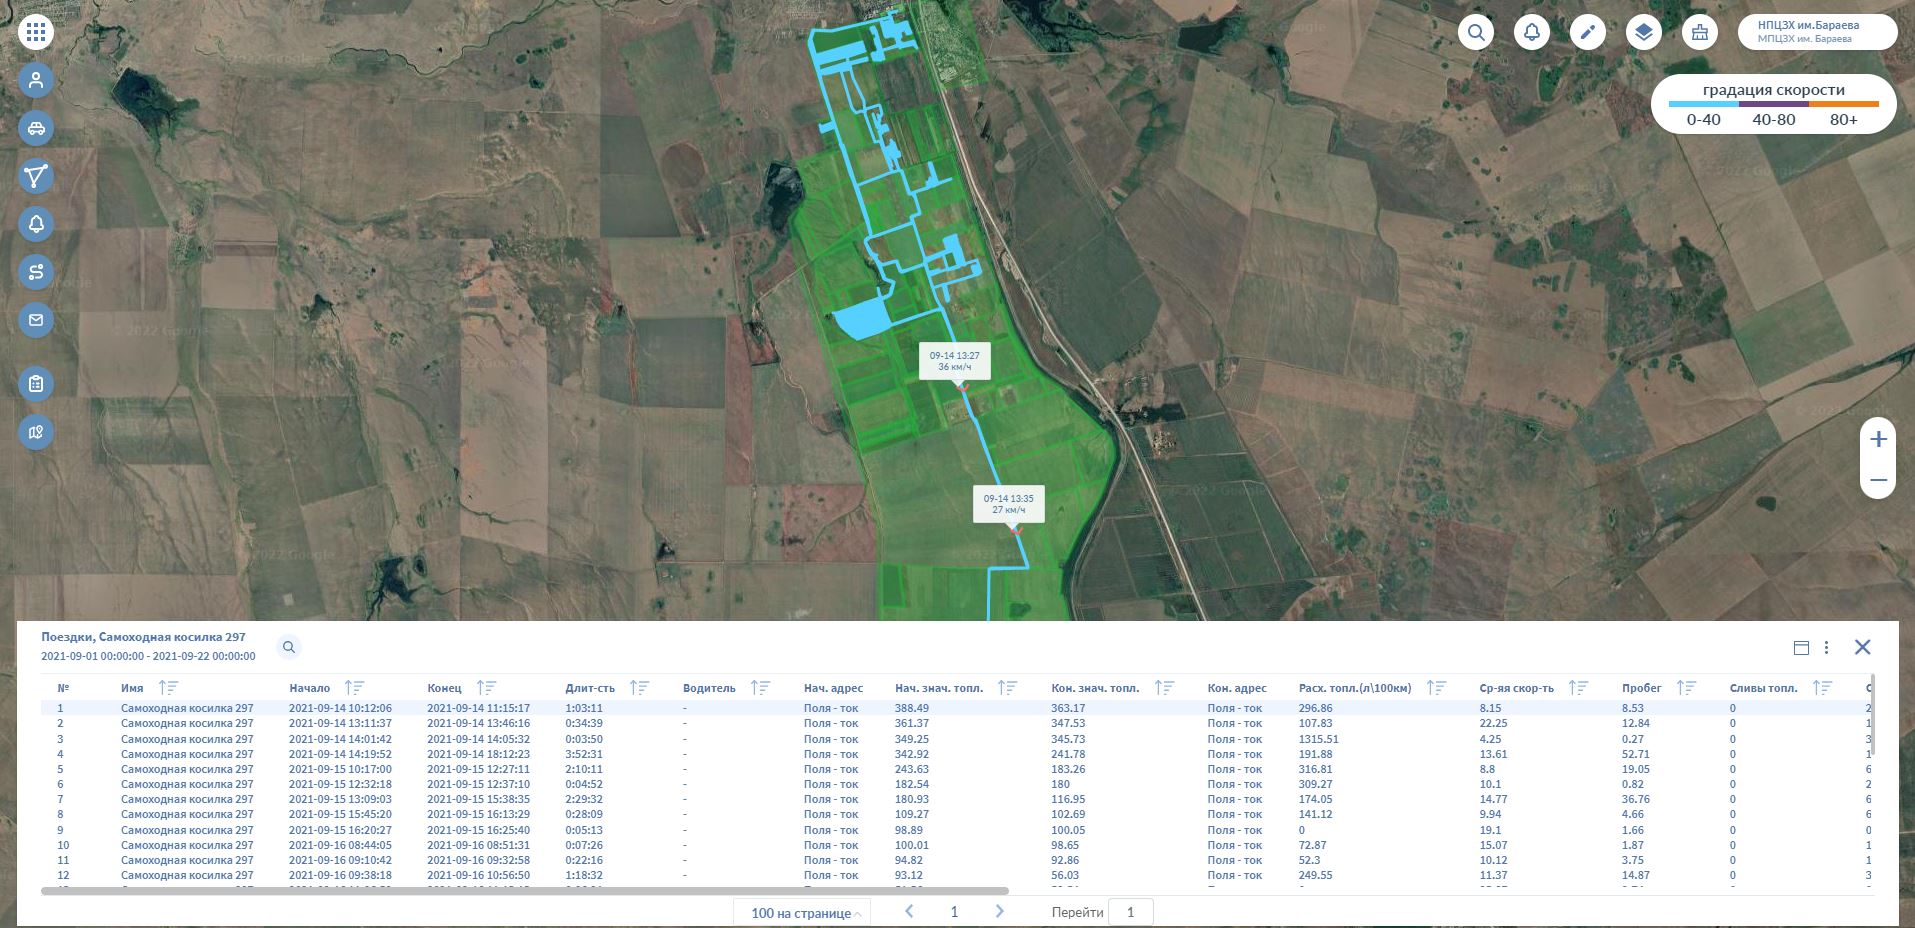 НПЦЗХ им.Бараева
МПЦЗХ им. Бараева
градация скорости
0-40 40-80 80+
09-14 13:27
36 км/ч
09-14 13:35
27 км/ч
Поездки, Самоходная косилка 297
2021-09-01 00:00:00 - 2021-09-22 00:00:00
№ Имя Начало Конец Длит-сть Водитель Нач. адрес Нач. знач. топл. Кон. знач. топл. Кон. адрес Расх. топл.(л\100км) Ср-яя скор-ть Пробег Сливы топл.
1 Самоходная косилка 297 2021-09-14 10:12:06 2021-09-14 11:15:17 1:03:11 - Поля - ток 388.49 363.17 Поля - ток 296.86 8.15 8.53 0 2
2 Самоходная косилка 297 2021-09-14 13:11:37 2021-09-14 13:46:16 0:34:39 - Поля - ток 361.37 347.53 Поля - ток 107.83 22.25 12.84 0 1
3 Самоходная косилка 297 2021-09-14 14:01:42 2021-09-14 14:05:32 0:03:50 - Поля - ток 349.25 345.73 Поля - ток 1315.51 4.25 0.27 0 3
4 Самоходная косилка 297 2021-09-14 14:19:52 2021-09-14 18:12:23 3:52:31 - Поля - ток 342.92 241.78 Поля - ток 191.88 13.61 52.71 0 1
5 Самоходная косилка 297 2021-09-15 10:17:00 2021-09-15 12:27:11 2:10:11 - Поля - ток 243.63 183.26 Поля - ток 316.81 8.8 19.05 0 6
6 Самоходная косилка 297 2021-09-15 12:32:18 2021-09-15 12:37:10 0:04:52 - Поля - ток 182.54 180 Поля - ток 309.27 10.1 0.82 0 2
7 Самоходная косилка 297 2021-09-15 13:09:03 2021-09-15 15:38:35 2:29:32 - Поля - ток 180.93 116.95 Поля - ток 174.05 14.77 36.76 0 6
8 Самоходная косилка 297 2021-09-15 15:45:20 2021-09-15 16:13:29 0:28:09 - Поля - ток 109.27 102.69 Поля - ток 141.12 9.94 4.66 0 6
9 Самоходная косилка 297 2021-09-15 16:20:27 2021-09-15 16:25:40 0:05:13 - Поля - ток 98.89 100.05 Поля - ток 0 19.1 1.66 0 0
10 Самоходная косилка 297 2021-09-16 08:44:05 2021-09-16 08:51:31 0:07:26 - Поля - ток 100.01 98.65 Поля - ток 72.87 15.07 1.87 0 1
11 Самоходная косилка 297 2021-09-16 09:10:42 2021-09-16 09:32:58 0:22:16 - Поля - ток 94.82 92.86 Поля - ток 52.3 10.12 3.75 0 1
12 Самоходная косилка 297 2021-09-16 09:38:18 2021-09-16 10:56:50 1:18:32 - Поля - ток 93.12 56.03 Поля - ток 249.55 11.37 14.87 0 3
100 на странице 1 Перейти 1